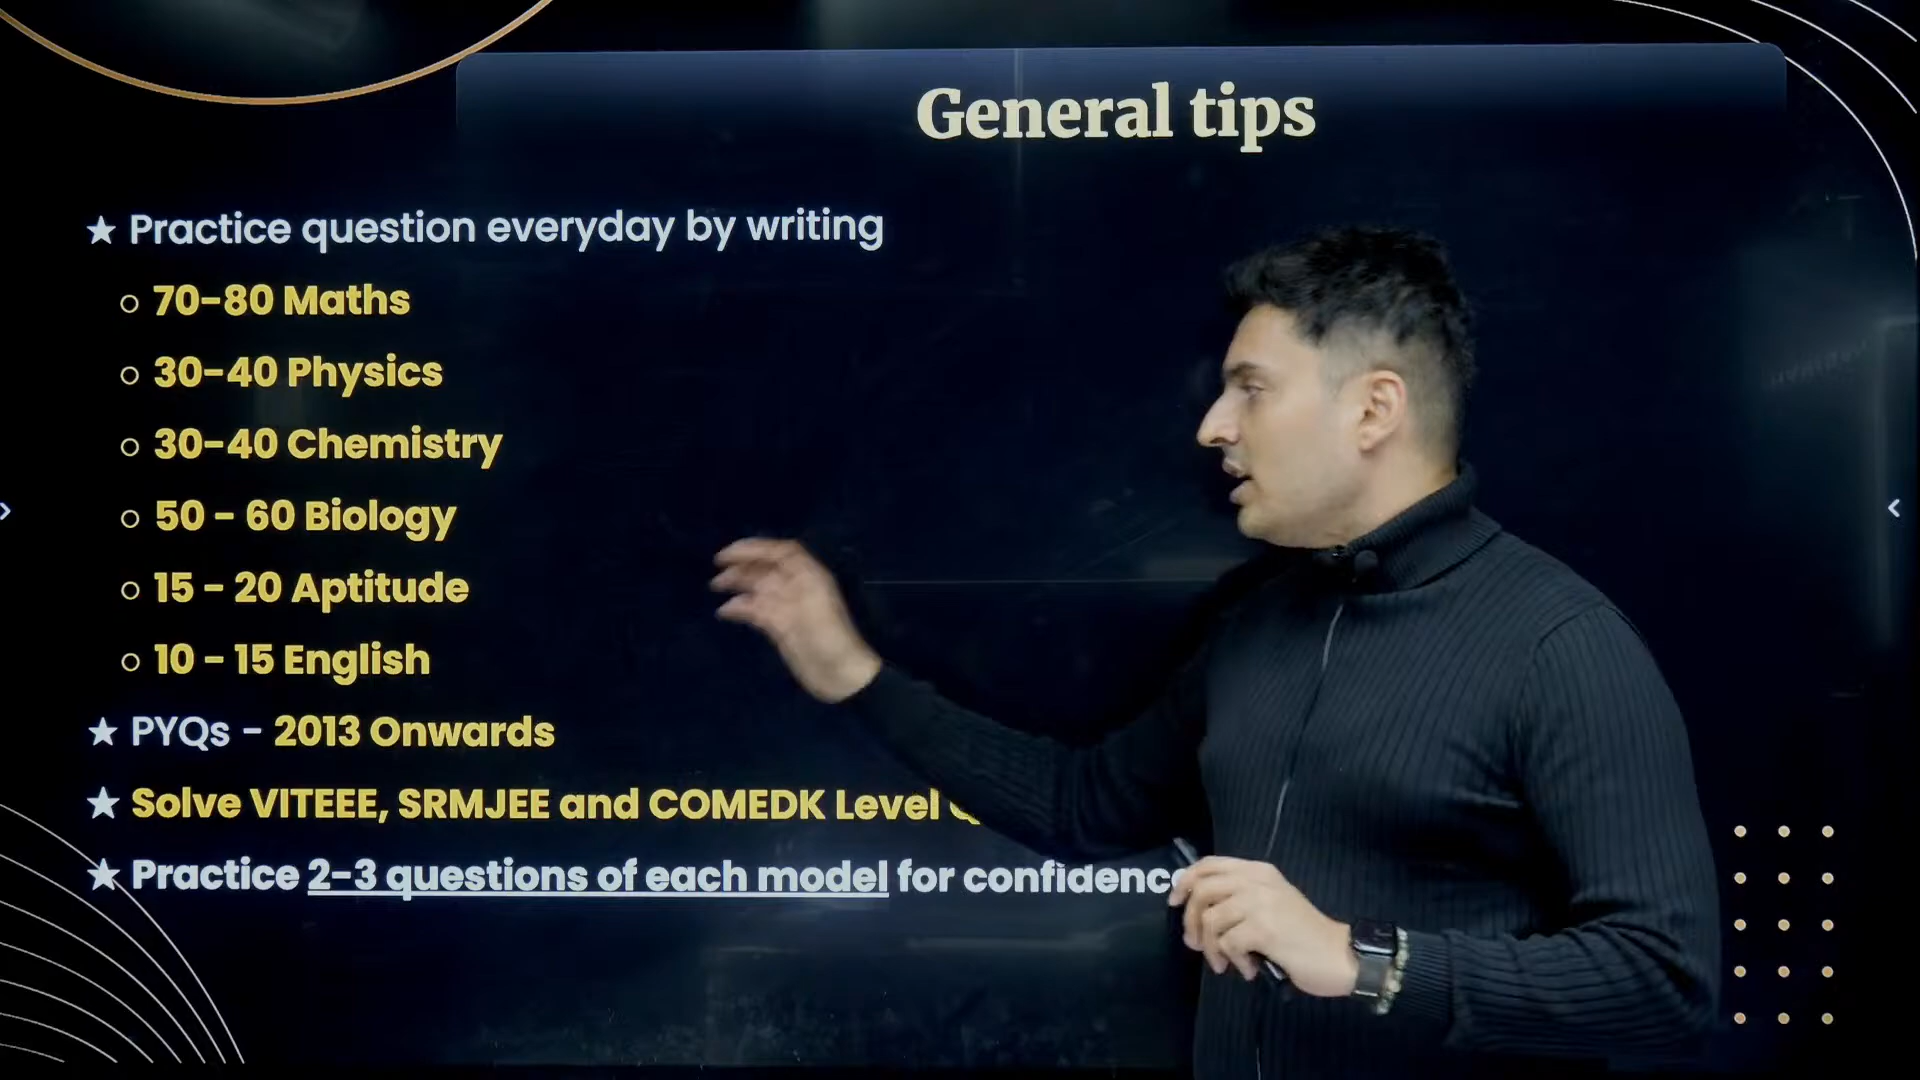 General tips
★ Practice question everyday by writing
○ 70-80 Maths
○ 30-40 Physics
○ 30-40 Chemistry
○ 50 - 60 Biology
○ 15 - 20 Aptitude
○ 10 - 15 English
★ PYQs - 2013 Onwards
★ Solve VITEEE, SRMJEE and COMEDK Level
★ Practice 2-3 questions of each model for confidenc